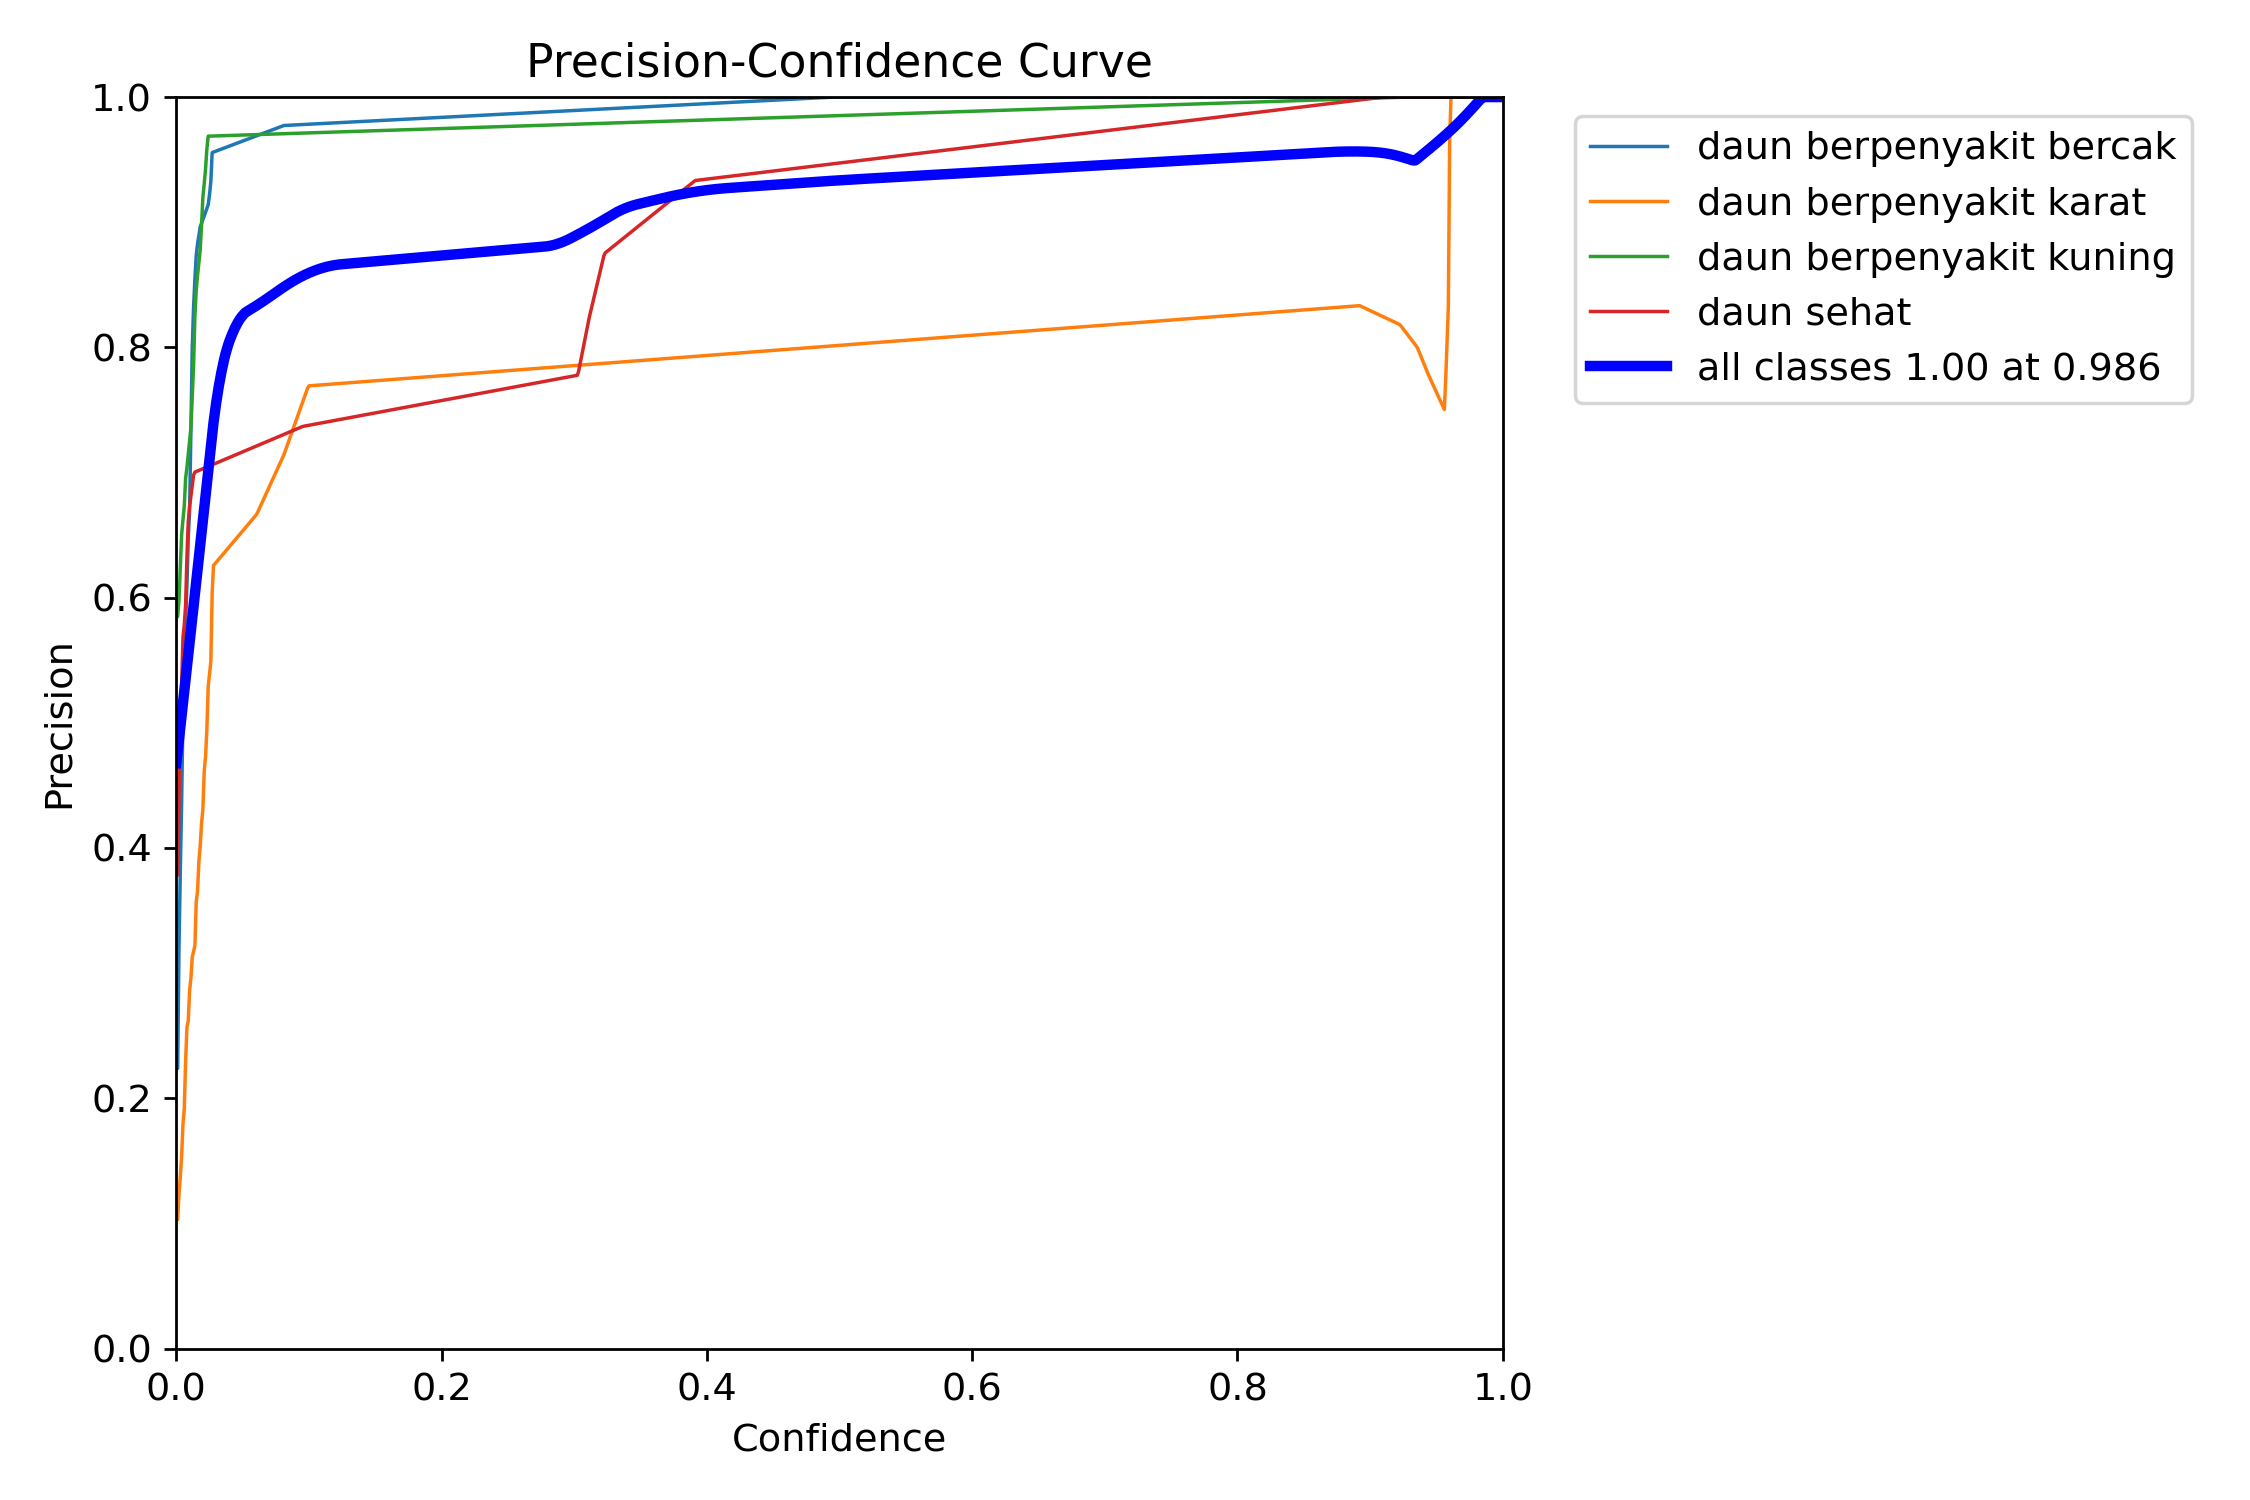 Precision-Confidence Curve
1.0
0.8
0.6
0.4
0.2
0.0
Precision
0.0 0.2 0.4 0.6 0.8 1.0
Confidence
daun berpenyakit bercak
daun berpenyakit karat
daun berpenyakit kuning
daun sehat
all classes 1.00 at 0.986